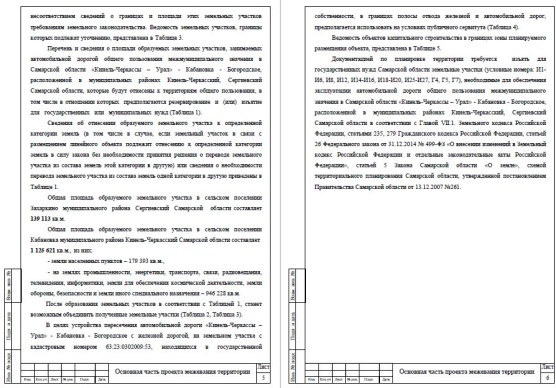 несоответствием сведений о границах и площади этих земельных участков
требованиям земельного законодательства. Ведомость земельных участков, границы
которых подлежат уточнению, представлена в Таблице 3.
Перечень и сведения о площади образуемых земельных участков, занимаемых
автомобильной дорогой общего пользования межмуниципального значения в
Самарской области «Кинель-Черкассы – Урал» - Кабановка - Богородское,
расположенной в муниципальных районах Кинель-Черкасский, Сергиевский
Самарской области, которые будут отнесены к территориям общего пользования, в
том числе в отношении которых предполагаются резервирование и (или) изъятие
для государственных или муниципальных нужд (Таблица 1).
Сведения об отнесении образуемого земельного участка к определенной
категории земель (в том числе в случае, если земельный участок в связи с
размещением линейного объекта подлежит отнесению к определенной категории
земель в силу закона без необходимости принятия решения о переводе земельного
участка из состава земель этой категории в другую) или сведения о необходимости
перевода земельного участка из состава земель одной категории в другую приведены в
Таблице 1.
Общая площадь образуемого земельного участка в сельском поселении
Захаркино муниципального района Сергиевский Самарской области составляет
139 113 кв.м.
Общая площадь образуемого земельного участка в сельском поселении
Кабановка муниципального района Кинель-Черкасский Самарской области составляет
1 125 621 кв.м., из них:
- земли населенных пунктов – 179 393 кв.м.,
- на землях промышленности, энергетики, транспорта, связи, радиовещания,
телевидения, информатики, земли для обеспечения космической деятельности, земли
обороны, безопасности и земли иного специального назначения – 946 228 кв.м.
После образования земельных участков в соответствии с Таблицей 1, станет
возможным объединить полученные земельные участки (Таблица 2, Таблица 3).
В целях устройства пересечения автомобильной дороги «Кинель-Черкассы –
Урал» - Кабановка - Богородское с железной дорогой, на земельном участке с
кадастровым номером 63:23:0302009:53, находящихся в государственной
Основная часть проекта межевания территории
Лист
5
собственности, в границах полосы отвода железной и автомобильной дорог,
предполагается использовать на условиях публичного сервитута (Таблица 4).
Ведомость объектов капитального строительства в границах зоны планируемого
размещения объекта, представлена в Таблице 5.
Документацией по планировке территории изъять для
государственных нужд Самарской области земельные участки (условные номера: И1-
И6, И8, И12, И14-И16, И18-И20, И25-И27, Г4, Г5, Г7), необходимые для обеспечения
эксплуатации автомобильной дороги общего пользования межмуниципального
значения в Самарской области «Кинель-Черкассы – Урал» - Кабановка - Богородское,
расположенной в муниципальных районах Кинель-Черкасский, Сергиевский
Самарской области в соответствии с Главой VII.1. Земельного кодекса Российской
Федерации, статьями 235, 279 Гражданского кодекса Российской Федерации, статьей
26 Федерального закона от 31.12.2014 № 499-ФЗ «О внесении изменений в Земельный
кодекс Российской Федерации и отдельные законодательные акты Российской
Федерации», статьей 5 Закона Самарской области «О земле», схемой
территориального планирования Самарской области, утвержденной постановлением
Правительства Самарской области от 13.12.2007 №261.
Основная часть проекта межевания территории
Лист
6